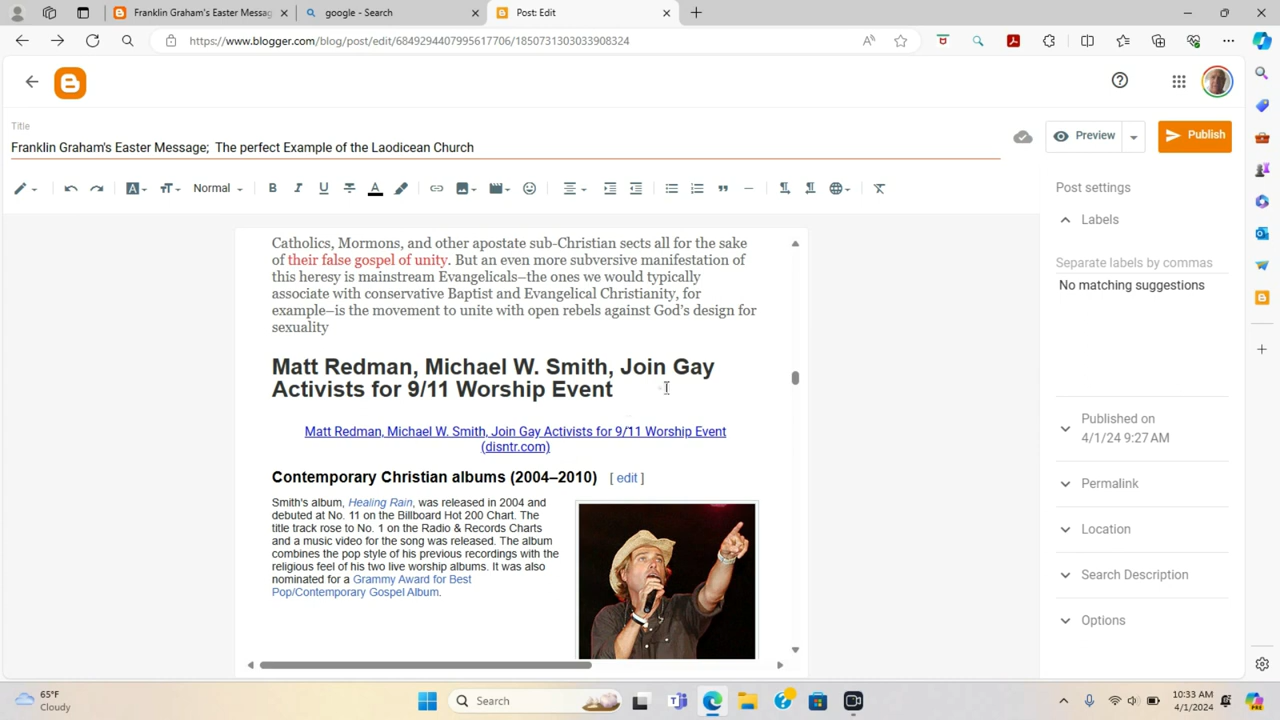 Franklin Graham's Easter Messag
google - Search
Post: Edit
https://www.blogger.com/blog/post/edit/6849294407995617706/1850731303033908324
Title
Franklin Graham's Easter Message;  The perfect Example of the Laodicean Church
Preview
Publish
Normal
Post settings
Labels
Separate labels by commas
No matching suggestions
Catholics, Mormons, and other apostate sub-Christian sects all for the sake
of their false gospel of unity. But an even more subversive manifestation of
this heresy is mainstream Evangelicals–the ones we would typically
associate with conservative Baptist and Evangelical Christianity, for
example–is the movement to unite with open rebels against God's design for
sexuality
Matt Redman, Michael W. Smith, Join Gay
Activists for 9/11 Worship Event
Matt Redman, Michael W. Smith, Join Gay Activists for 9/11 Worship Event
(disntr.com)
Contemporary Christian albums (2004–2010) [ edit ]
Smith's album, Healing Rain, was released in 2004 and
debuted at No. 11 on the Billboard Hot 200 Chart. The
title track rose to No. 1 on the Radio & Records Charts
and a music video for the song was released. The album
combines the pop style of his previous recordings with the
religious feel of his two live worship albums. It was also
nominated for a Grammy Award for Best
Pop/Contemporary Gospel Album.
Published on
4/1/24 9:27 AM
Permalink
Location
Search Description
Options
65°F
Cloudy
Search
10:33 AM
4/1/2024